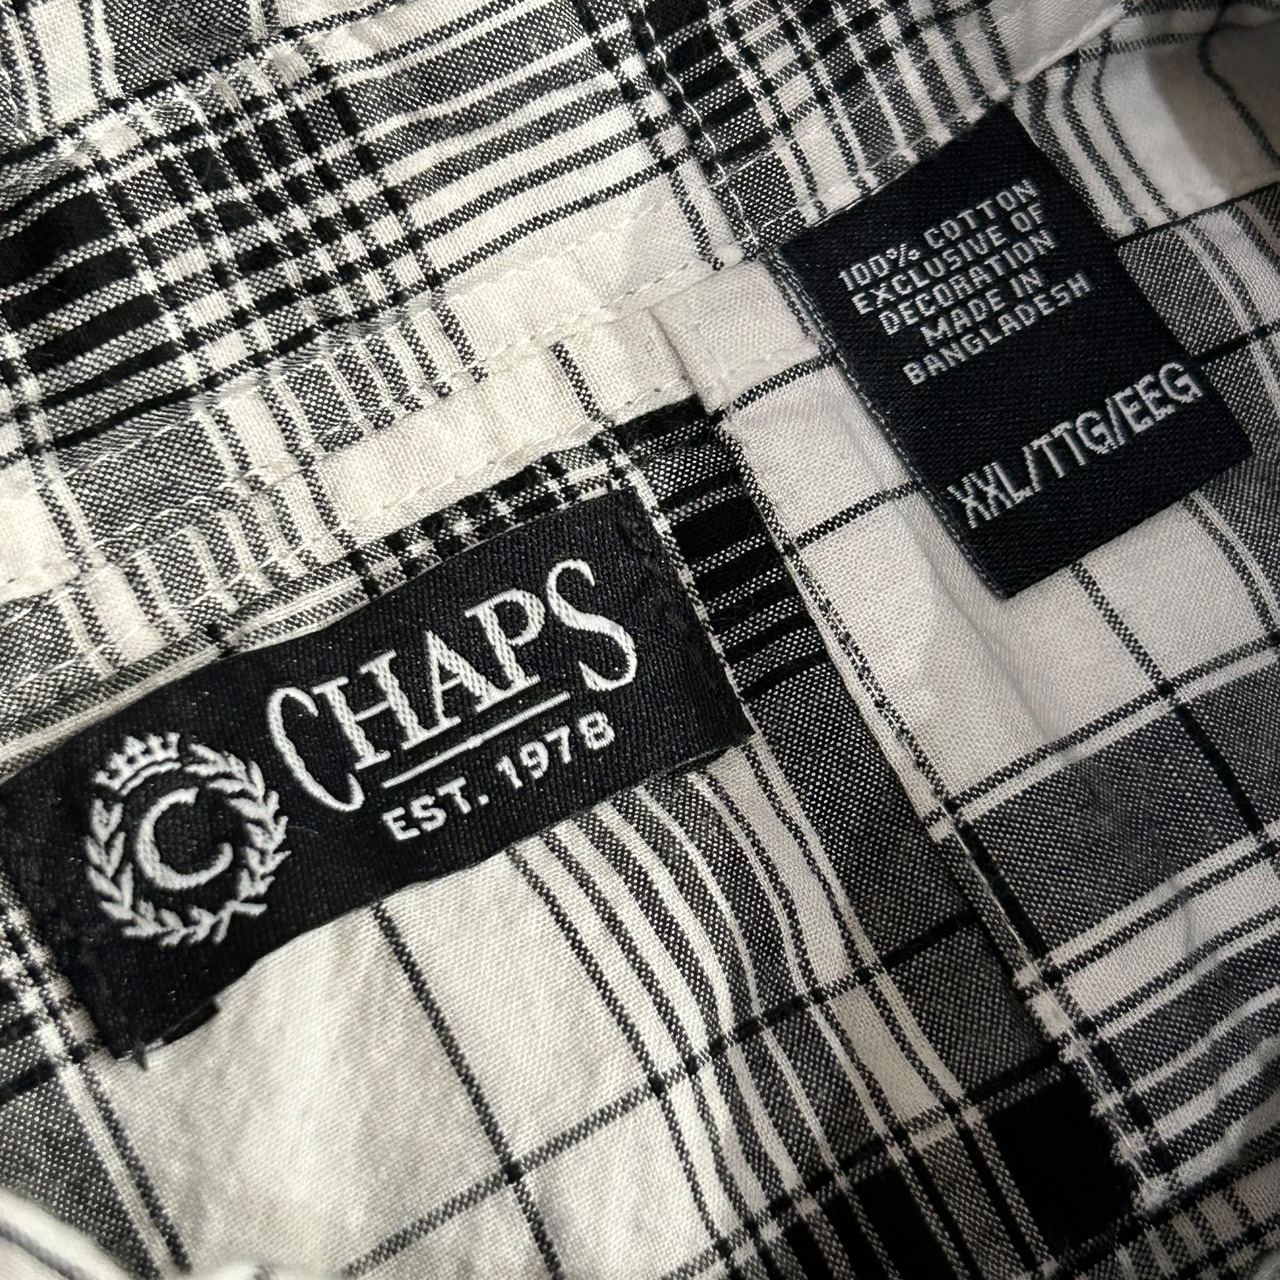 100% COTTON
EXCLUSIVE OF
DECORATION
MADE IN
BANGLADESH
XXL/TTG/EEG
CHAPS
C
EST. 1978